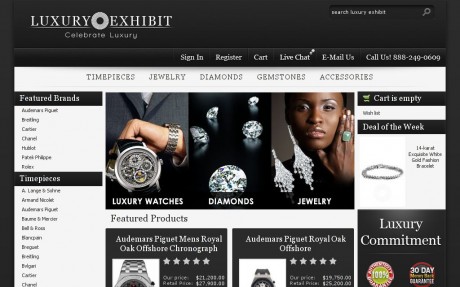 LUXURY EXHIBIT
Celebrate Luxury
search luxury exhibit
Sign In
Register
Cart
Live Chat
E-Mail Us
Call Us! 888-249-0609
TIMEPIECES
JEWELRY
DIAMONDS
GEMSTONES
ACCESSORIES
Featured Brands
Audemars Piguet
Breitling
Cartier
Chanel
Hublot
Patek Philippe
Rolex
Timepieces
A. Lange & Sohne
Armand Nicolet
Audemars Piguet
Baume & Mercier
Bell & Ross
Blancpain
Breguet
Breitling
Bvlgari
Cartier
Chanel
LUXURY WATCHES
DIAMONDS
JEWELRY
Featured Products
Audemars Piguet Mens Royal
Oak Offshore Chronograph
Our price: $21,200.00
Retail Price: $27,900.00
Audemars Piguet Royal Oak
Offshore
Our price: $19,750.00
Retail Price: $25,200.00
Cart is empty
Wish list
Deal of the Week
14-karat
Exquisite White
Gold Fashion
Bracelet
Luxury
Commitment
100%
30 DAY
Money Back
GUARANTEE